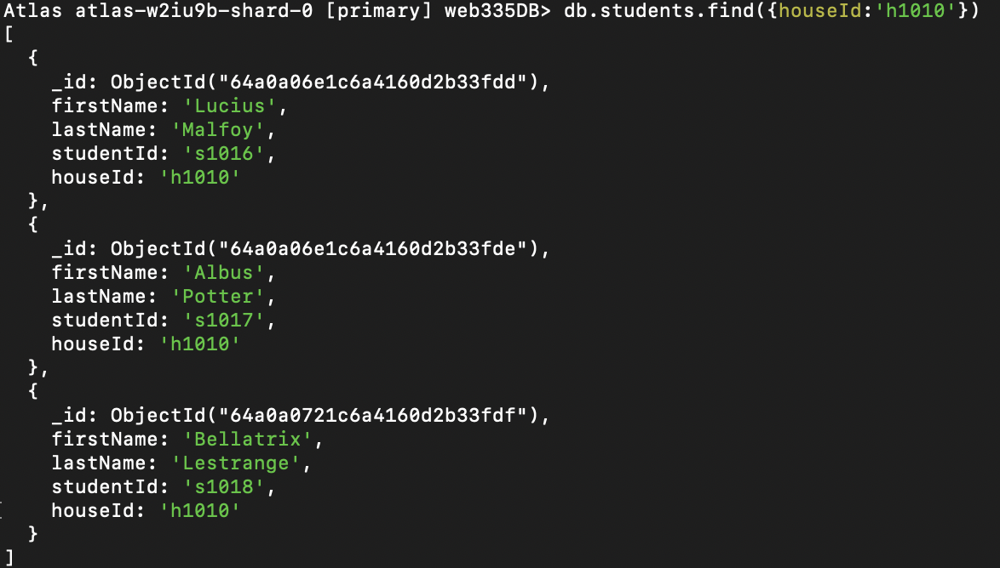 Atlas atlas-w2iu9b-shard-0 [primary] web335DB> db.students.find({houseId:'h1010'})
[
  {
    _id: ObjectId("64a0a06e1c6a4160d2b33fdd"),
    firstName: 'Lucius',
    lastName: 'Malfoy',
    studentId: 's1016',
    houseId: 'h1010'
  },
  {
    _id: ObjectId("64a0a06e1c6a4160d2b33fde"),
    firstName: 'Albus',
    lastName: 'Potter',
    studentId: 's1017',
    houseId: 'h1010'
  },
  {
    _id: ObjectId("64a0a0721c6a4160d2b33fdf"),
    firstName: 'Bellatrix',
    lastName: 'Lestrange',
    studentId: 's1018',
    houseId: 'h1010'
  }
]